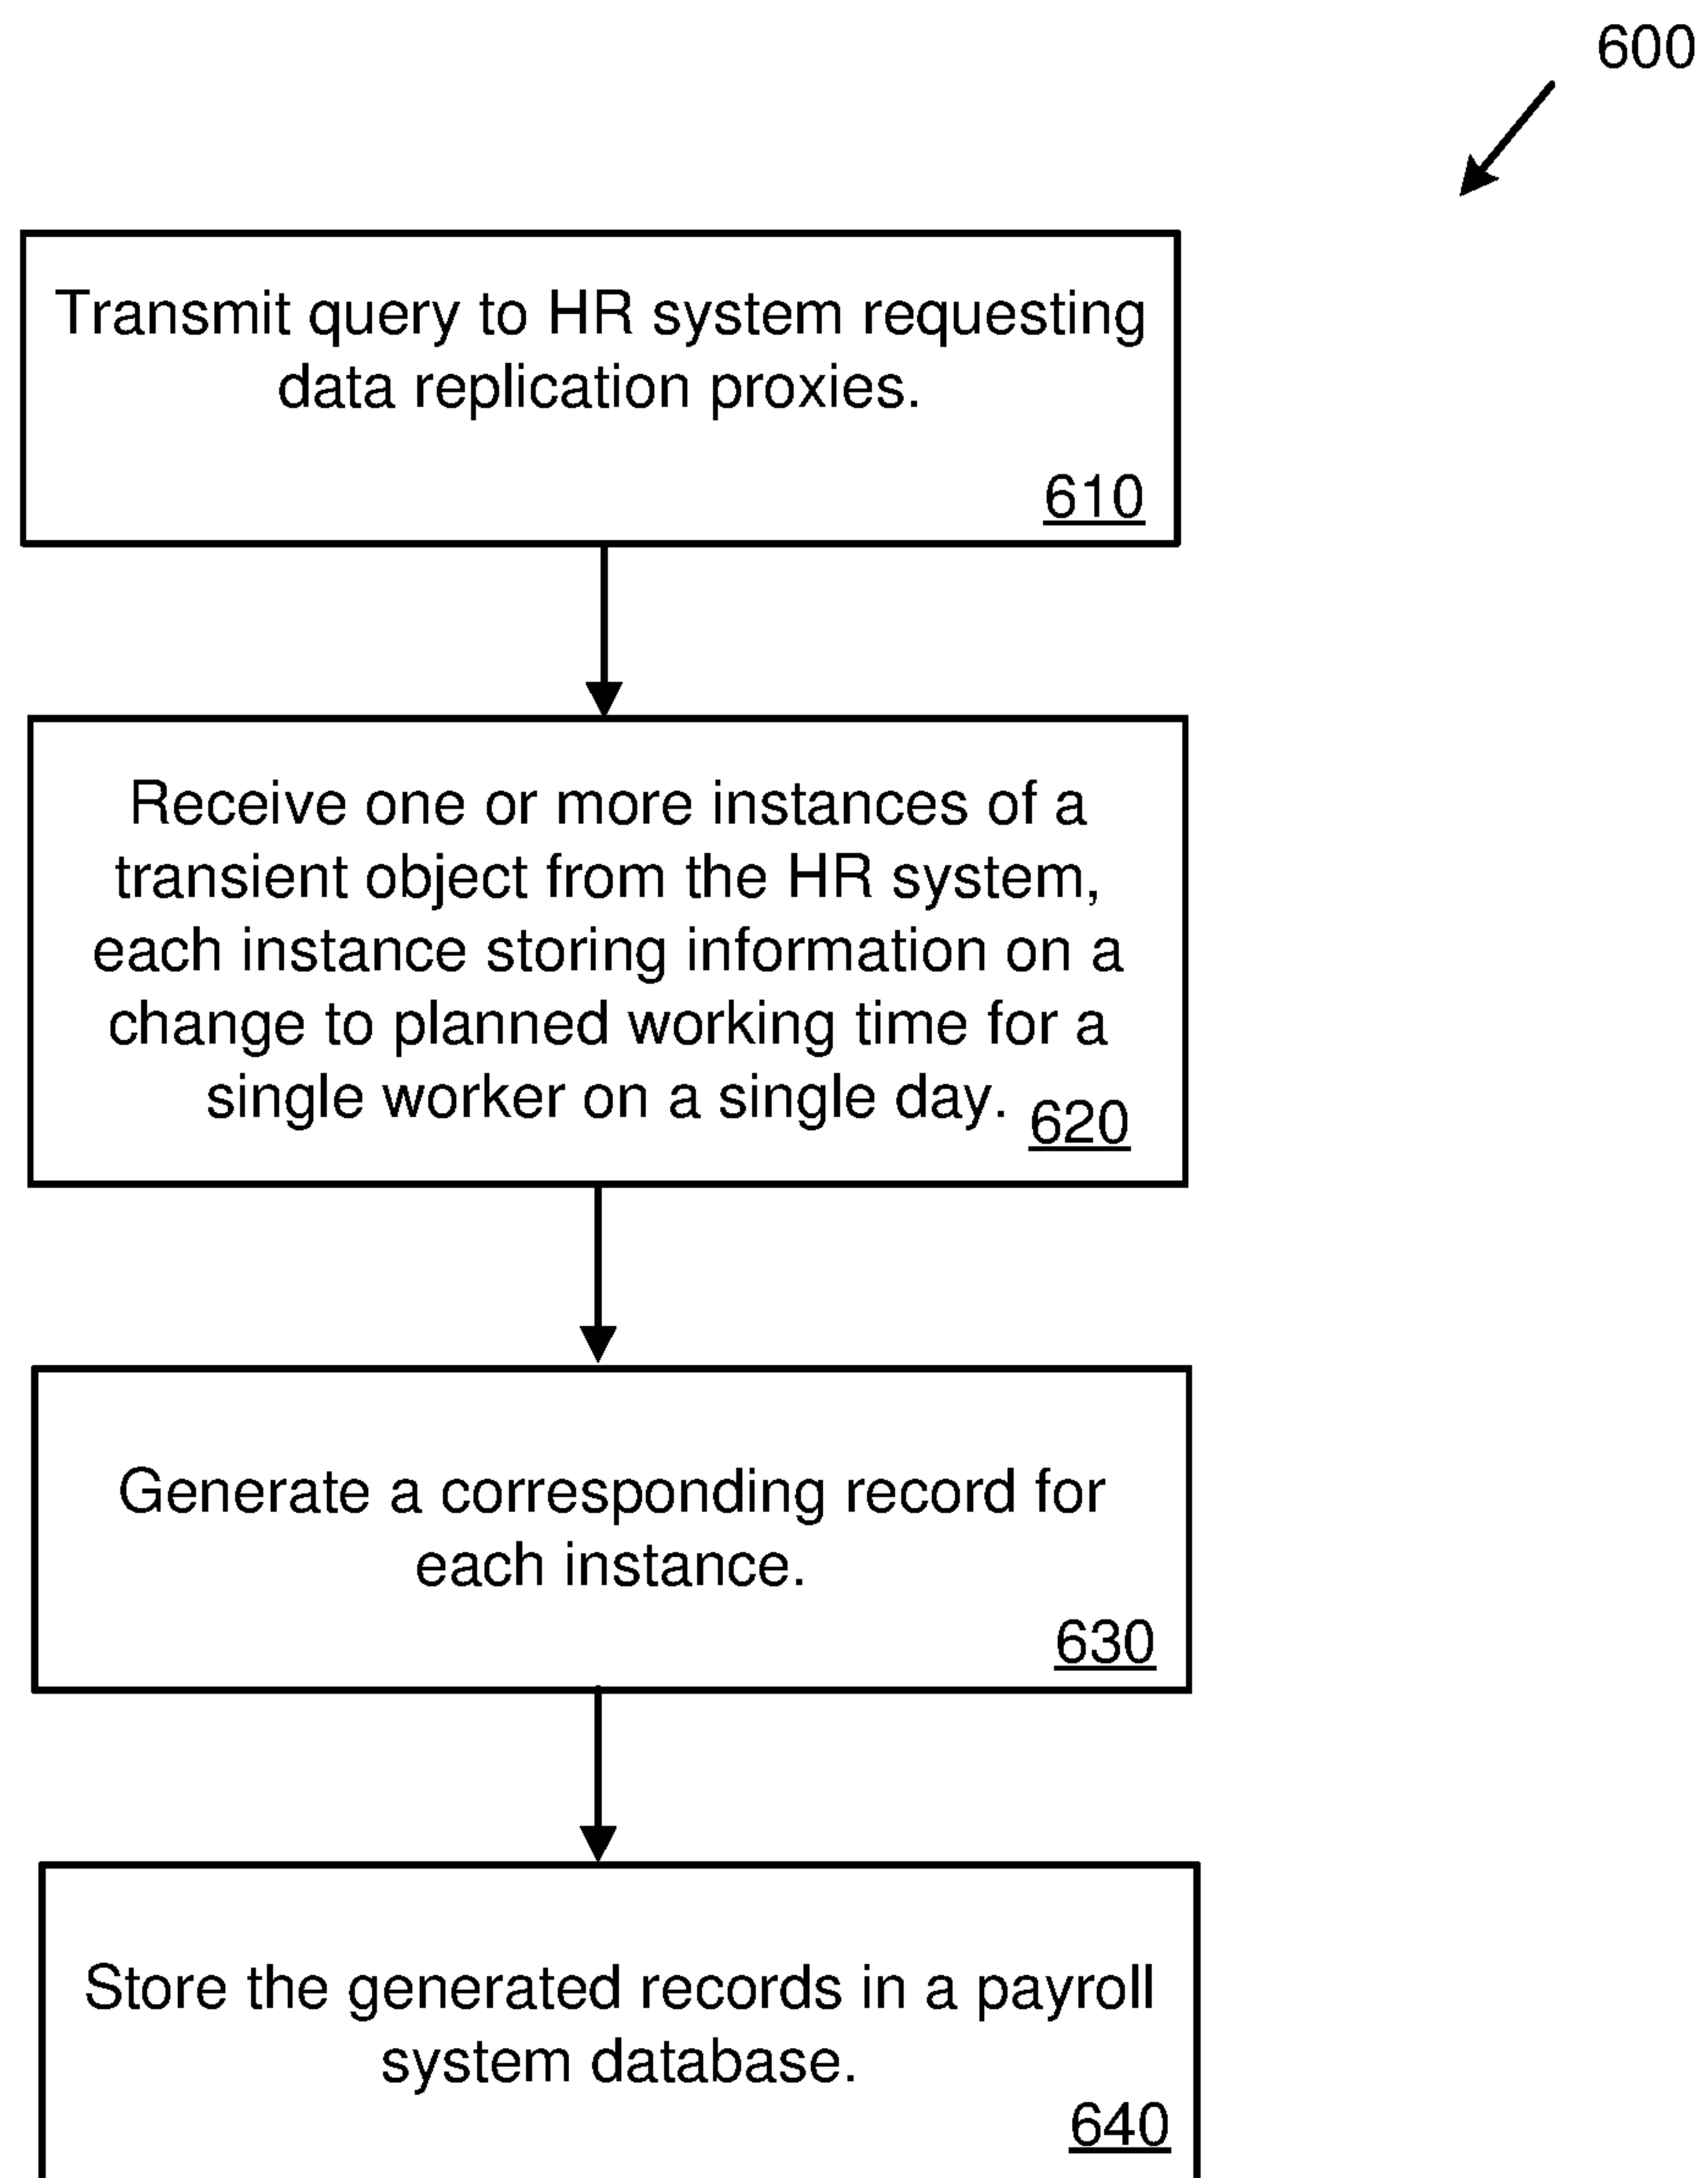 600
Transmit query to HR system requesting
data replication proxies.
610
Receive one or more instances of a
transient object from the HR system,
each instance storing information on a
change to planned working time for a
single worker on a single day.
620
Generate a corresponding record for
each instance.
630
Store the generated records in a payroll
system database.
640